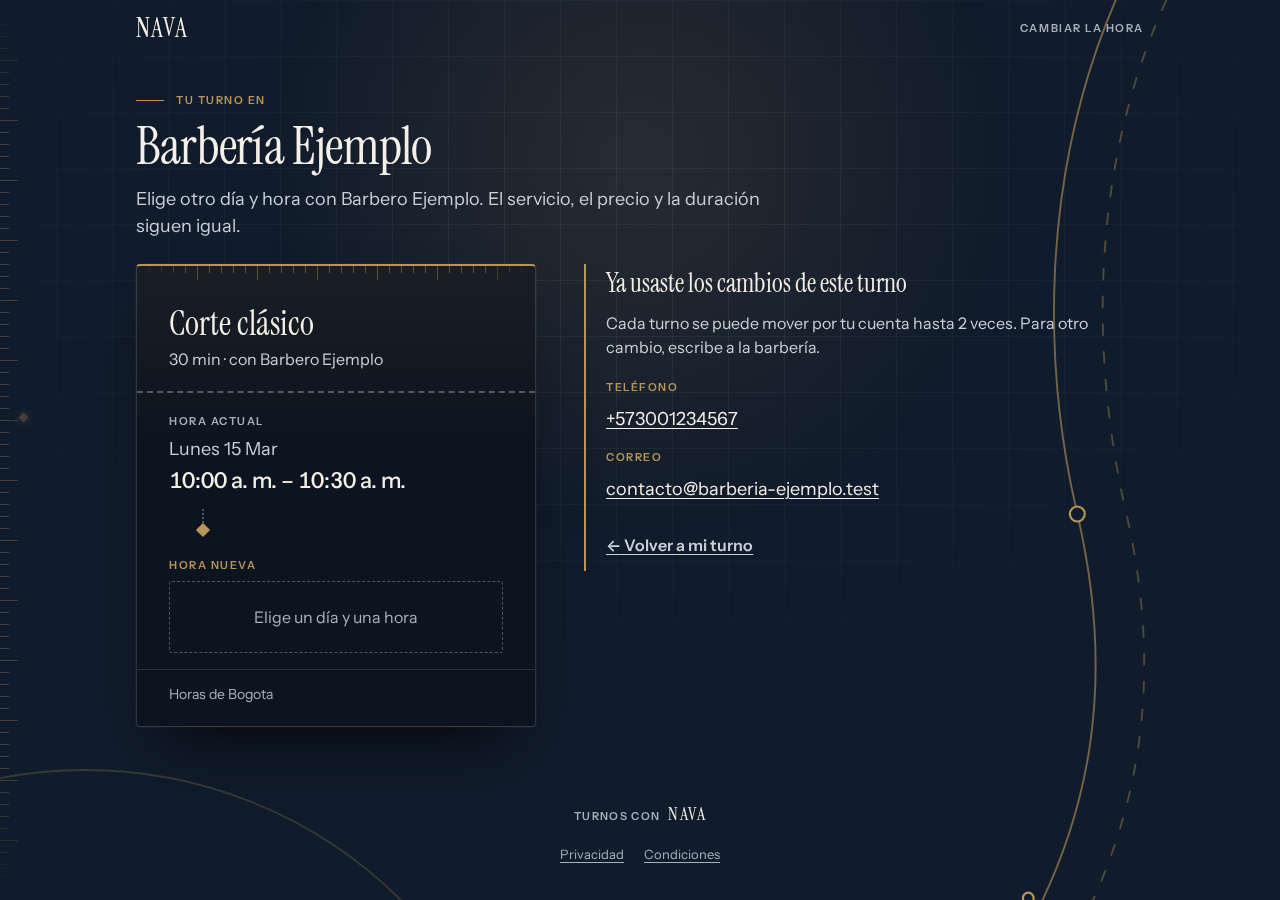 NAVA
CAMBIAR LA HORA
TU TURNO EN
Barbería Ejemplo
Elige otro día y hora con Barbero Ejemplo. El servicio, el precio y la duración
siguen igual.
Corte clásico
30 min · con Barbero Ejemplo
HORA ACTUAL
Lunes 15 Mar
10:00 a. m. – 10:30 a. m.
HORA NUEVA
Elige un día y una hora
Horas de Bogota
Ya usaste los cambios de este turno
Cada turno se puede mover por tu cuenta hasta 2 veces. Para otro
cambio, escribe a la barbería.
TELÉFONO
+573001234567
CORREO
contacto@barberia-ejemplo.test
← Volver a mi turno
TURNOS CON NAVA
Privacidad Condiciones